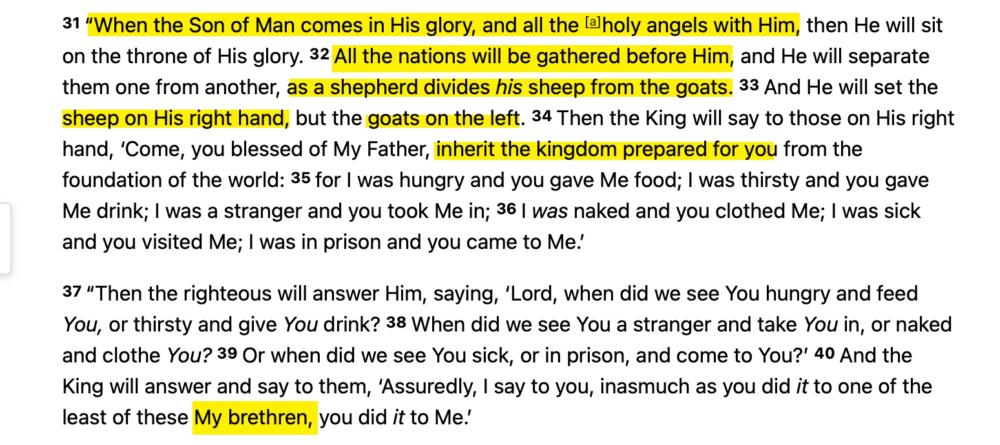 31 “When the Son of Man comes in His glory, and all the [a]holy angels with Him, then He will sit
on the throne of His glory. 32 All the nations will be gathered before Him, and He will separate
them one from another, as a shepherd divides his sheep from the goats. 33 And He will set the
sheep on His right hand, but the goats on the left. 34 Then the King will say to those on His right
hand, ‘Come, you blessed of My Father, inherit the kingdom prepared for you from the
foundation of the world: 35 for I was hungry and you gave Me food; I was thirsty and you gave
Me drink; I was a stranger and you took Me in; 36 I was naked and you clothed Me; I was sick
and you visited Me; I was in prison and you came to Me.’
37 “Then the righteous will answer Him, saying, ‘Lord, when did we see You hungry and feed
You, or thirsty and give You drink? 38 When did we see You a stranger and take You in, or naked
and clothe You? 39 Or when did we see You sick, or in prison, and come to You?’ 40 And the
King will answer and say to them, ‘Assuredly, I say to you, inasmuch as you did it to one of the
least of these My brethren, you did it to Me.’